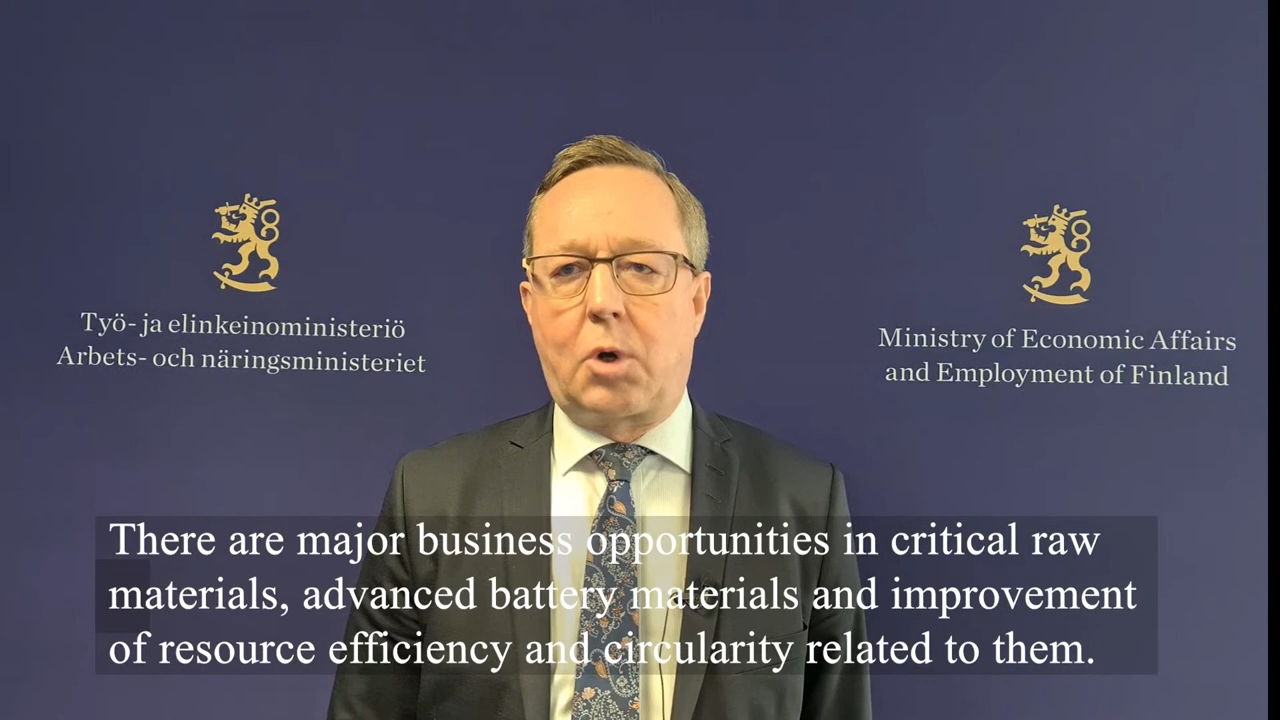 Työ- ja elinkeinoministeriö
Arbets- och näringsministeriet
Ministry of Economic Affairs
and Employment of Finland
There are major business opportunities in critical raw
materials, advanced battery materials and improvement
of resource efficiency and circularity related to them.